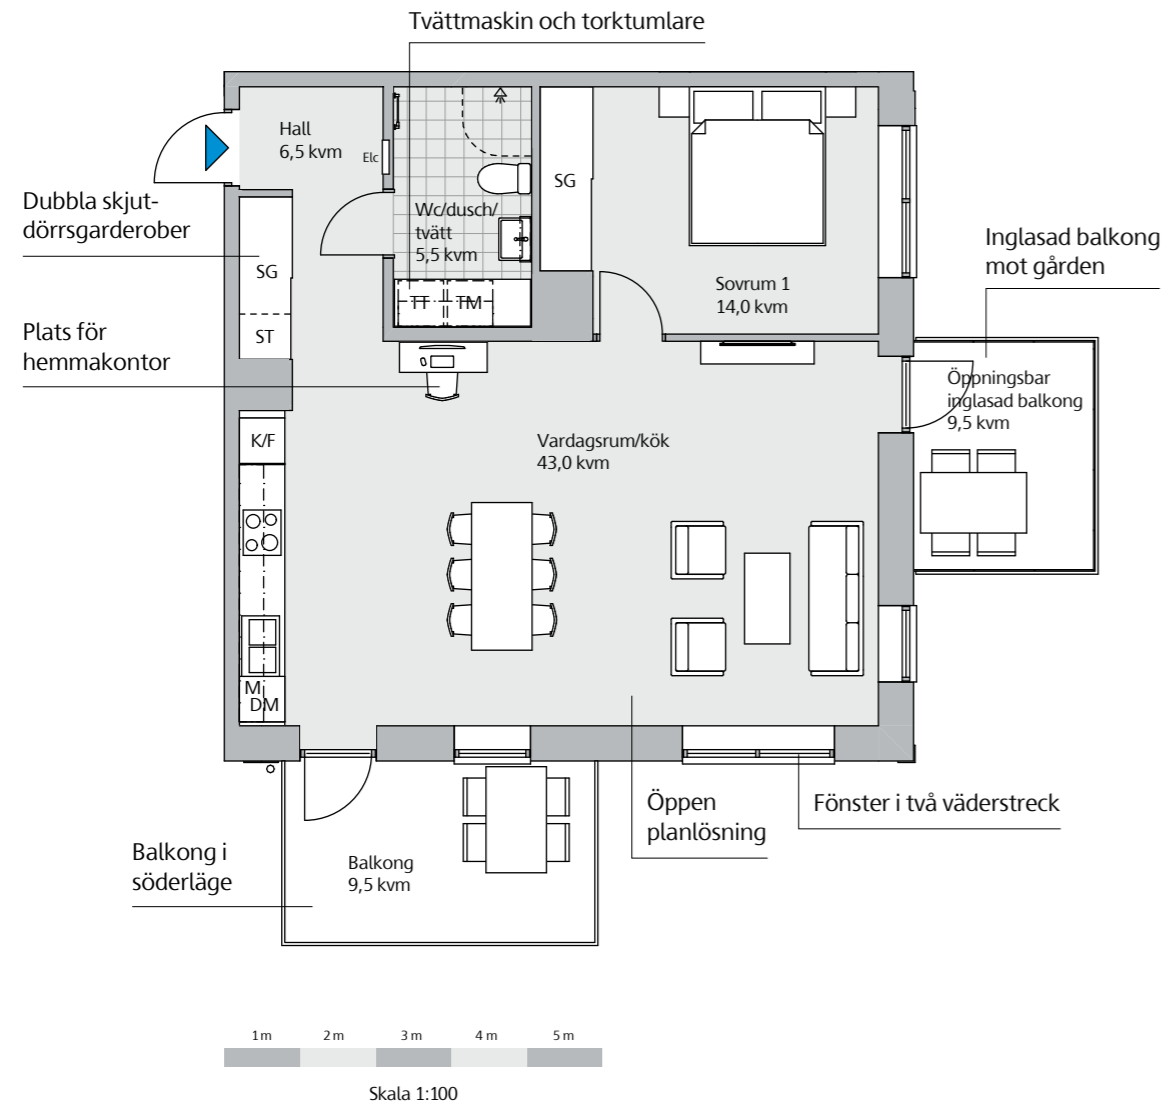 Tvättmaskin och torktumlare
Hall
6,5 kvm
Elc
SG
Dubbla skjut-
dörrsgarderober
Wc/dusch/
tvätt
5,5 kvm
Inglasad balkong
mot gården
SG
Sovrum 1
14,0 kvm
TT
TM
Plats för
hemmakontor
ST
Öppningsbar
inglasad balkong
9,5 kvm
K/F
Vardagsrum/kök
43,0 kvm
M
DM
Öppen
planlösning
Fönster i två väderstreck
Balkong i
söderläge
Balkong
9,5 kvm
1 m
2 m
3 m
4 m
5 m
Skala 1:100